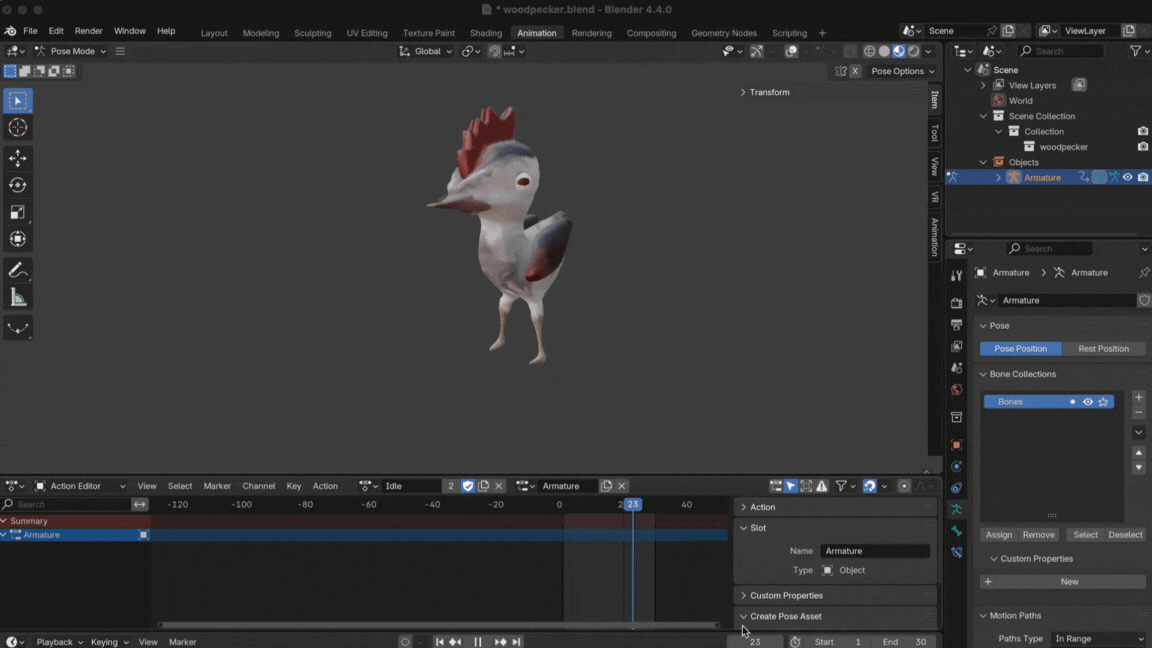 * woodpecker.blend - Blender 4.4.0
File Edit Render Window Help
Layout Modeling Sculpting UV Editing Texture Paint Shading Animation Rendering Compositing Geometry Nodes Scripting +
Scene
ViewLayer
Pose Mode
Global
Search
X Pose Options
Transform
Item
Tool
View
VR
Animation
Scene
View Layers
World
Scene Collection
Collection
woodpecker
Objects
Armature
Search
Armature > Armature
Armature
Pose
Pose Position Rest Position
Bone Collections
Bones
Assign Remove Select Deselect
Custom Properties
+ New
Motion Paths
Paths Type In Range
Action Editor View Select Marker Channel Key Action Idle 2 Armature
Search
-120 -100 -80 -60 -40 -20 0 23 40
Summary
Armature
Action
Slot
Name Armature
Type Object
Custom Properties
Create Pose Asset
Playback Keying View Marker
23 Start 1 End 30